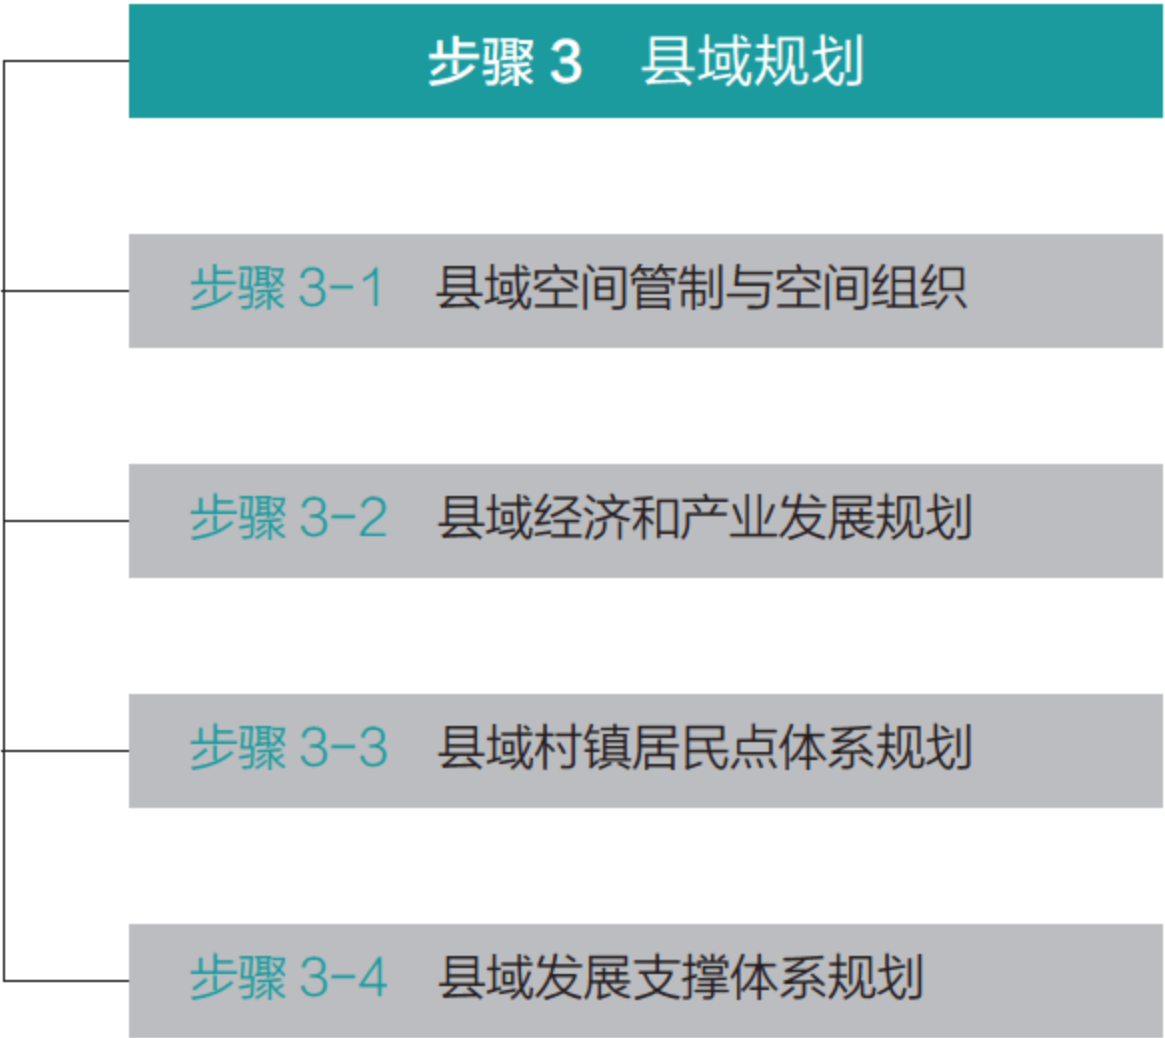 步骤 3 县域规划
步骤 3-1 县域空间管制与空间组织
步骤 3-2 县域经济和产业发展规划
步骤 3-3 县域村镇居民点体系规划
步骤 3-4 县域发展支撑体系规划